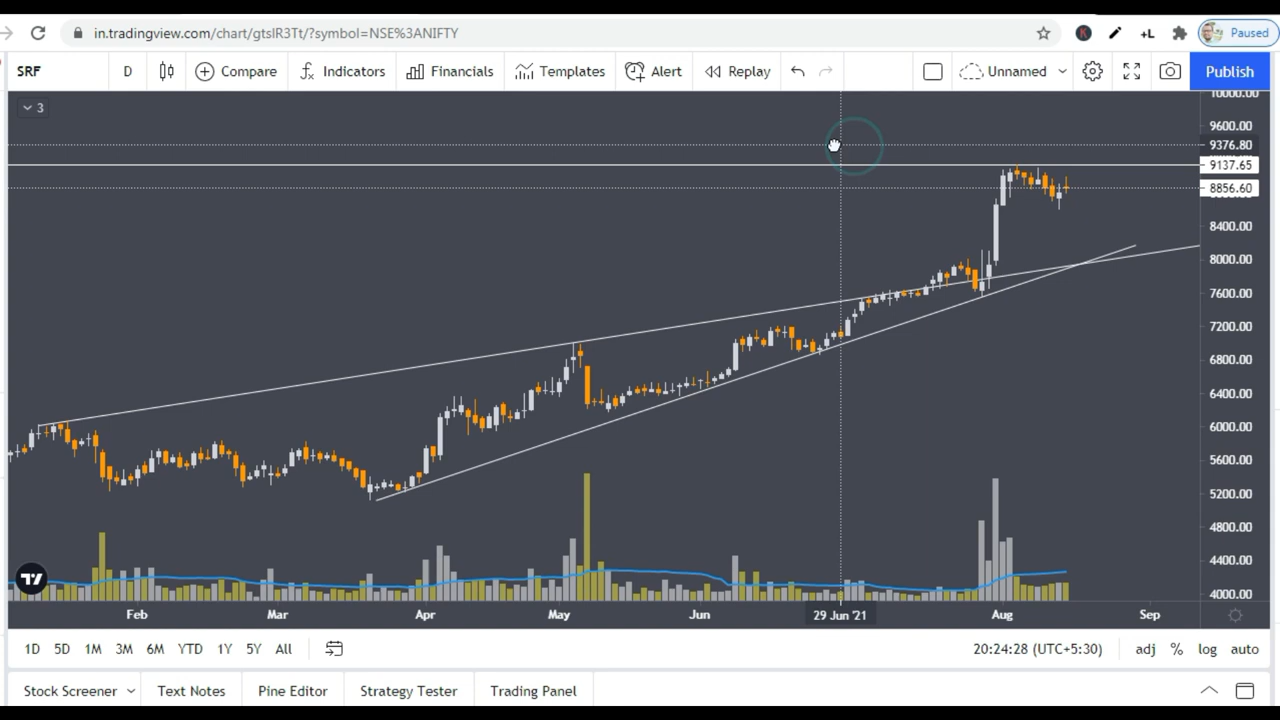 in.tradingview.com/chart/gtsIR3Tt/?symbol=NSE%3ANIFTY
K
+L
Paused
SRF
D
Compare
Indicators
Financials
Templates
Alert
Replay
Unnamed
Publish
3
10000.00
9600.00
9376.80
9137.65
8856.60
8400.00
8000.00
7600.00
7200.00
6800.00
6400.00
6000.00
5600.00
5200.00
4800.00
4400.00
4000.00
Feb
Mar
Apr
May
Jun
29 Jun '21
Aug
Sep
1D
5D
1M
3M
6M
YTD
1Y
5Y
All
20:24:28 (UTC+5:30)
adj
%
log
auto
Stock Screener
Text Notes
Pine Editor
Strategy Tester
Trading Panel